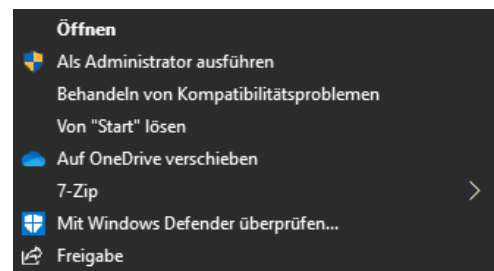 Öffnen
Als Administrator ausführen
Behandeln von Kompatibilitätsproblemen
Von "Start" lösen
Auf OneDrive verschieben
7-Zip
Mit Windows Defender überprüfen...
Freigabe